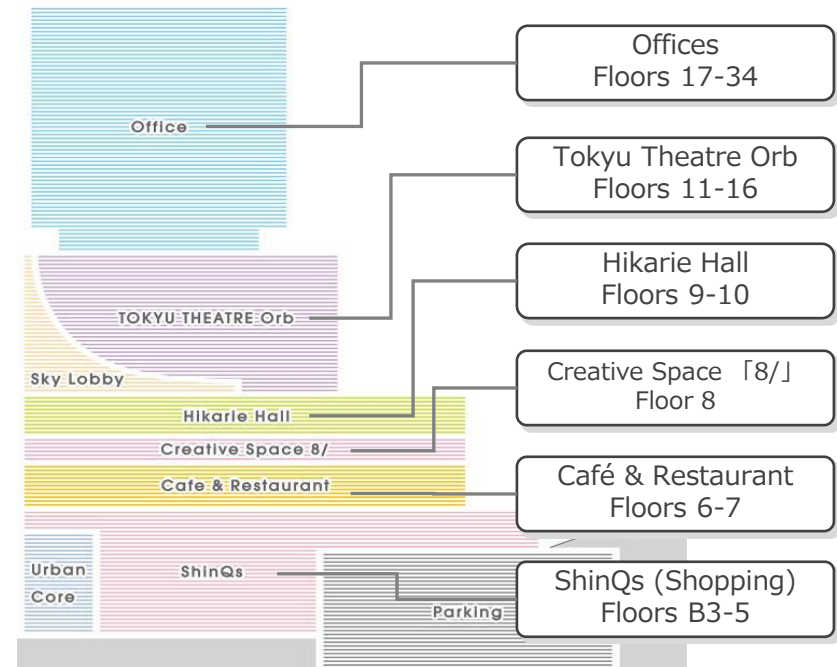 Offices
Floors 17-34
Office
Tokyu Theatre Orb
Floors 11-16
Hikarie Hall
Floors 9-10
TOKYU THEATRE Orb
Sky Lobby
Creative Space 「8/」
Floor 8
Hikarie Hall
Creative Space 8/
Cafe & Restaurant
Café & Restaurant
Floors 6-7
Urban
Core
ShinQs
Parking
ShinQs (Shopping)
Floors B3-5